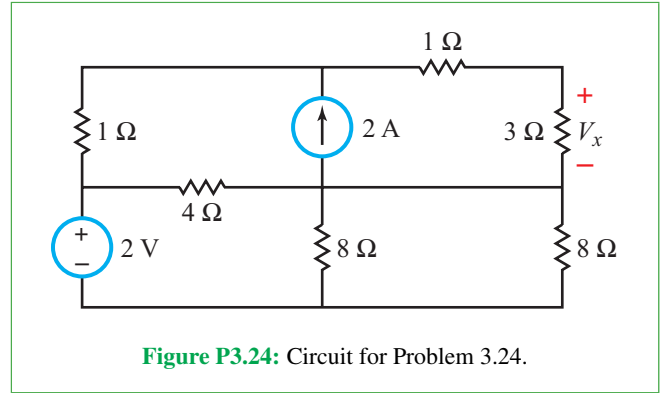 1 Ω
+
1 Ω
2 A
3 Ω
Vx
−
4 Ω
+
−
2 V
8 Ω
8 Ω
Figure P3.24: Circuit for Problem 3.24.